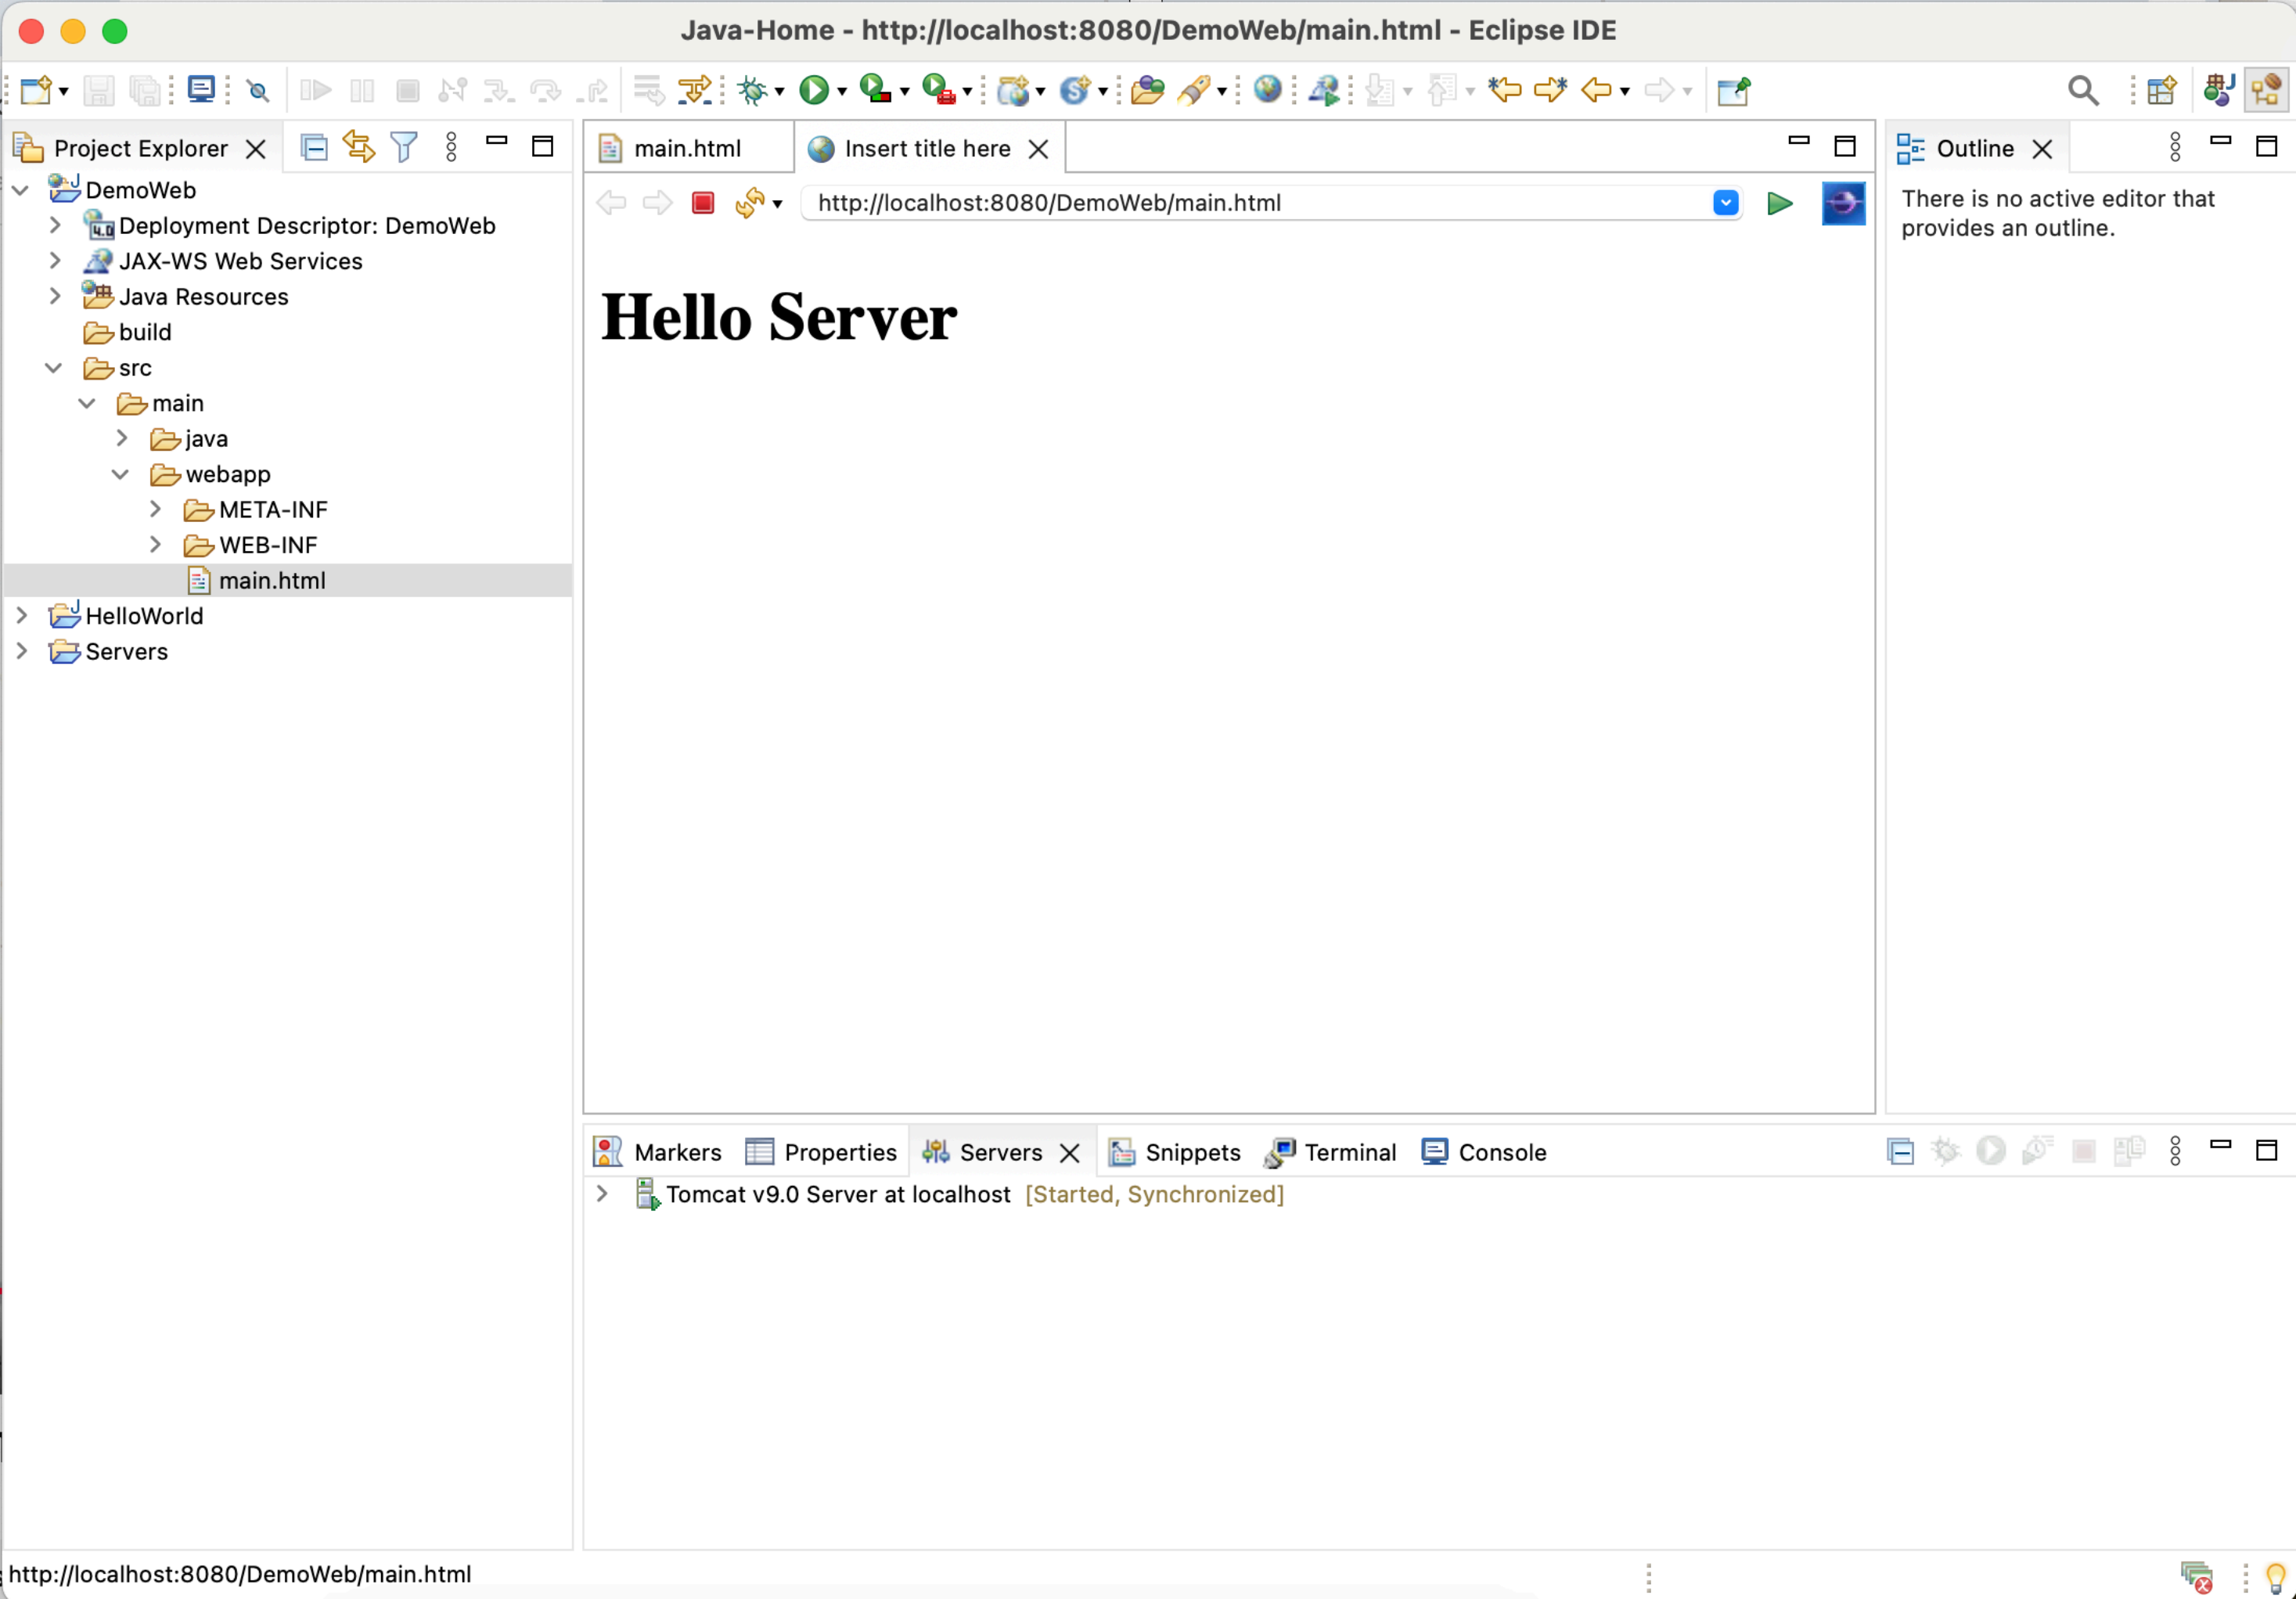 Java-Home - http://localhost:8080/DemoWeb/main.html - Eclipse IDE
Project Explorer
DemoWeb
Deployment Descriptor: DemoWeb
JAX-WS Web Services
Java Resources
build
src
main
java
webapp
META-INF
WEB-INF
main.html
HelloWorld
Servers
main.html
Insert title here
http://localhost:8080/DemoWeb/main.html
Hello Server
Outline
There is no active editor that
provides an outline.
Markers
Properties
Servers
Snippets
Terminal
Console
Tomcat v9.0 Server at localhost [Started, Synchronized]
http://localhost:8080/DemoWeb/main.html